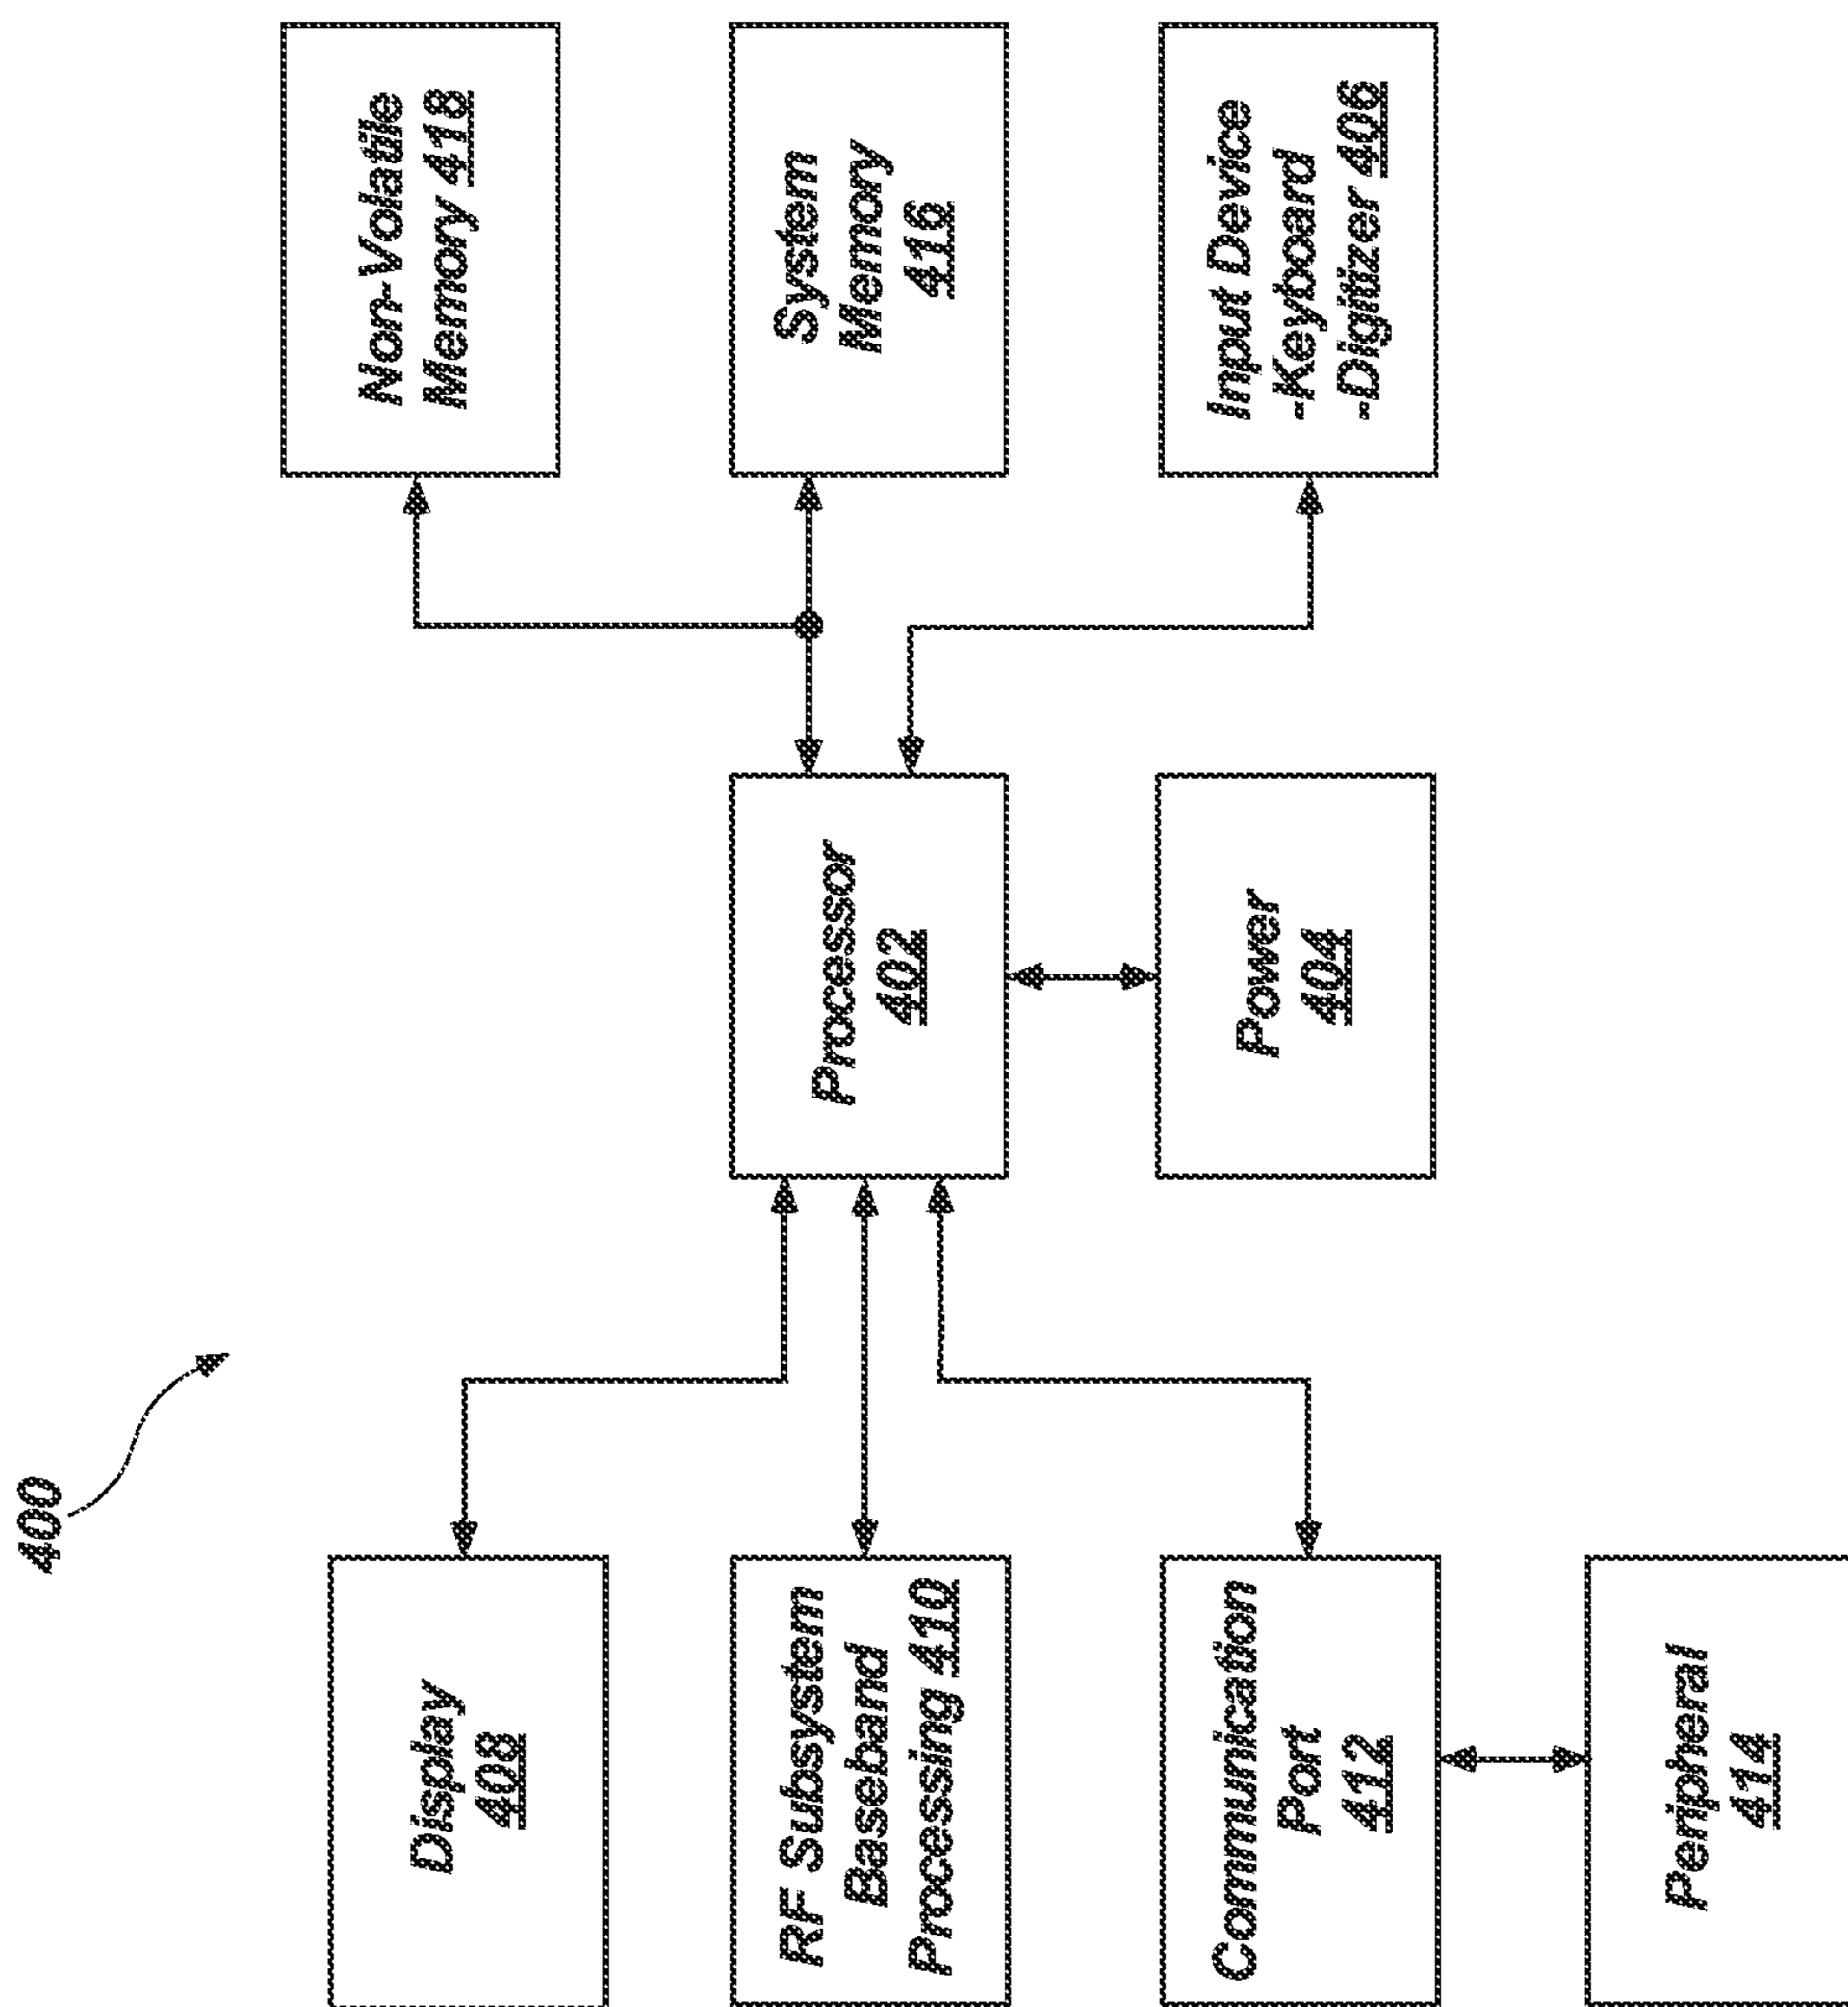 400
Display
408
RF Subsystem
Baseband
Processing 410
Communication
Port
412
Peripheral
414
Processor
402
Power
404
Non-Volatile
Memory 418
System
Memory
416
Input Device
-Keyboard
-Digitizer 406